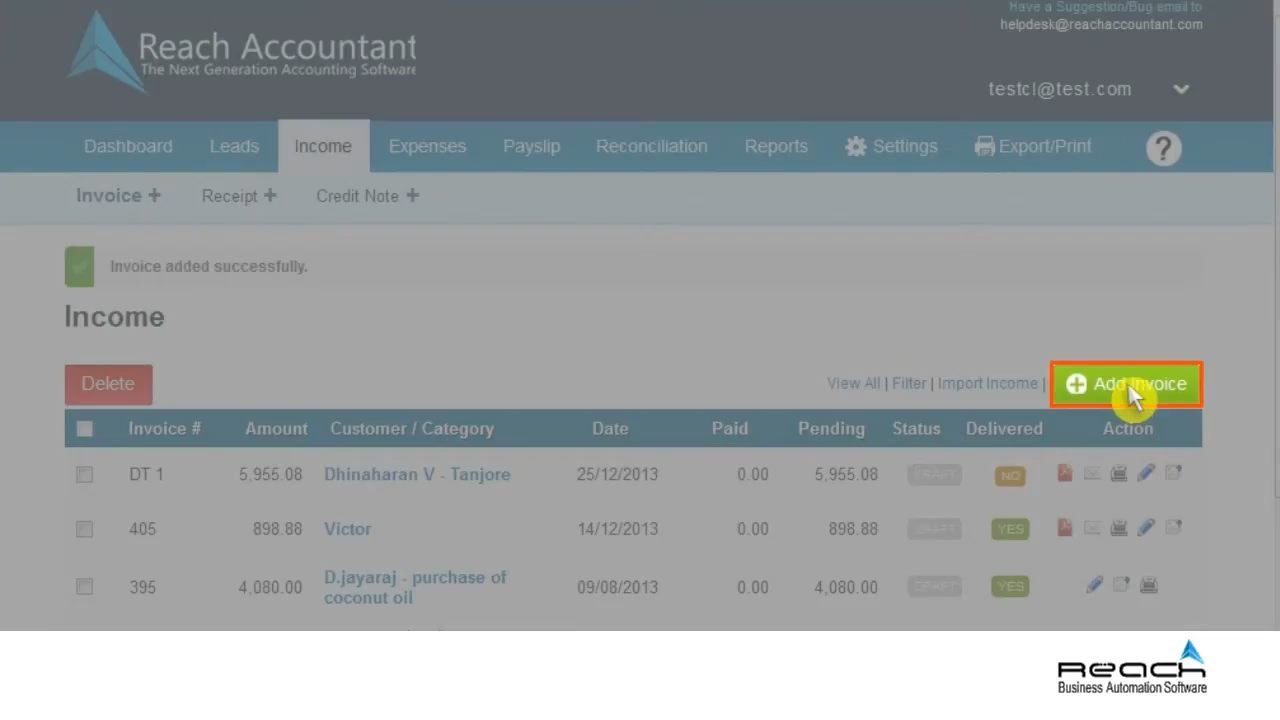 Have a Suggestion/Bug email to
helpdesk@reachaccountant.com
Reach Accountant
The Next Generation Accounting Software
testcl@test.com
Dashboard Leads Income Expenses Payslip Reconciliation Reports Settings Export/Print ?
Invoice + Receipt + Credit Note +
Invoice added successfully.
Income
Delete View All | Filter | Import Income | Add Invoice
Invoice # Amount Customer / Category Date Paid Pending Status Delivered Action
DT 1 5,955.08 Dhinaharan V - Tanjore 25/12/2013 0.00 5,955.08 DRAFT NO
405 898.88 Victor 14/12/2013 0.00 898.88 DRAFT YES
395 4,080.00 D.jayaraj - purchase of coconut oil 09/08/2013 0.00 4,080.00 DRAFT YES
Reach
Business Automation Software